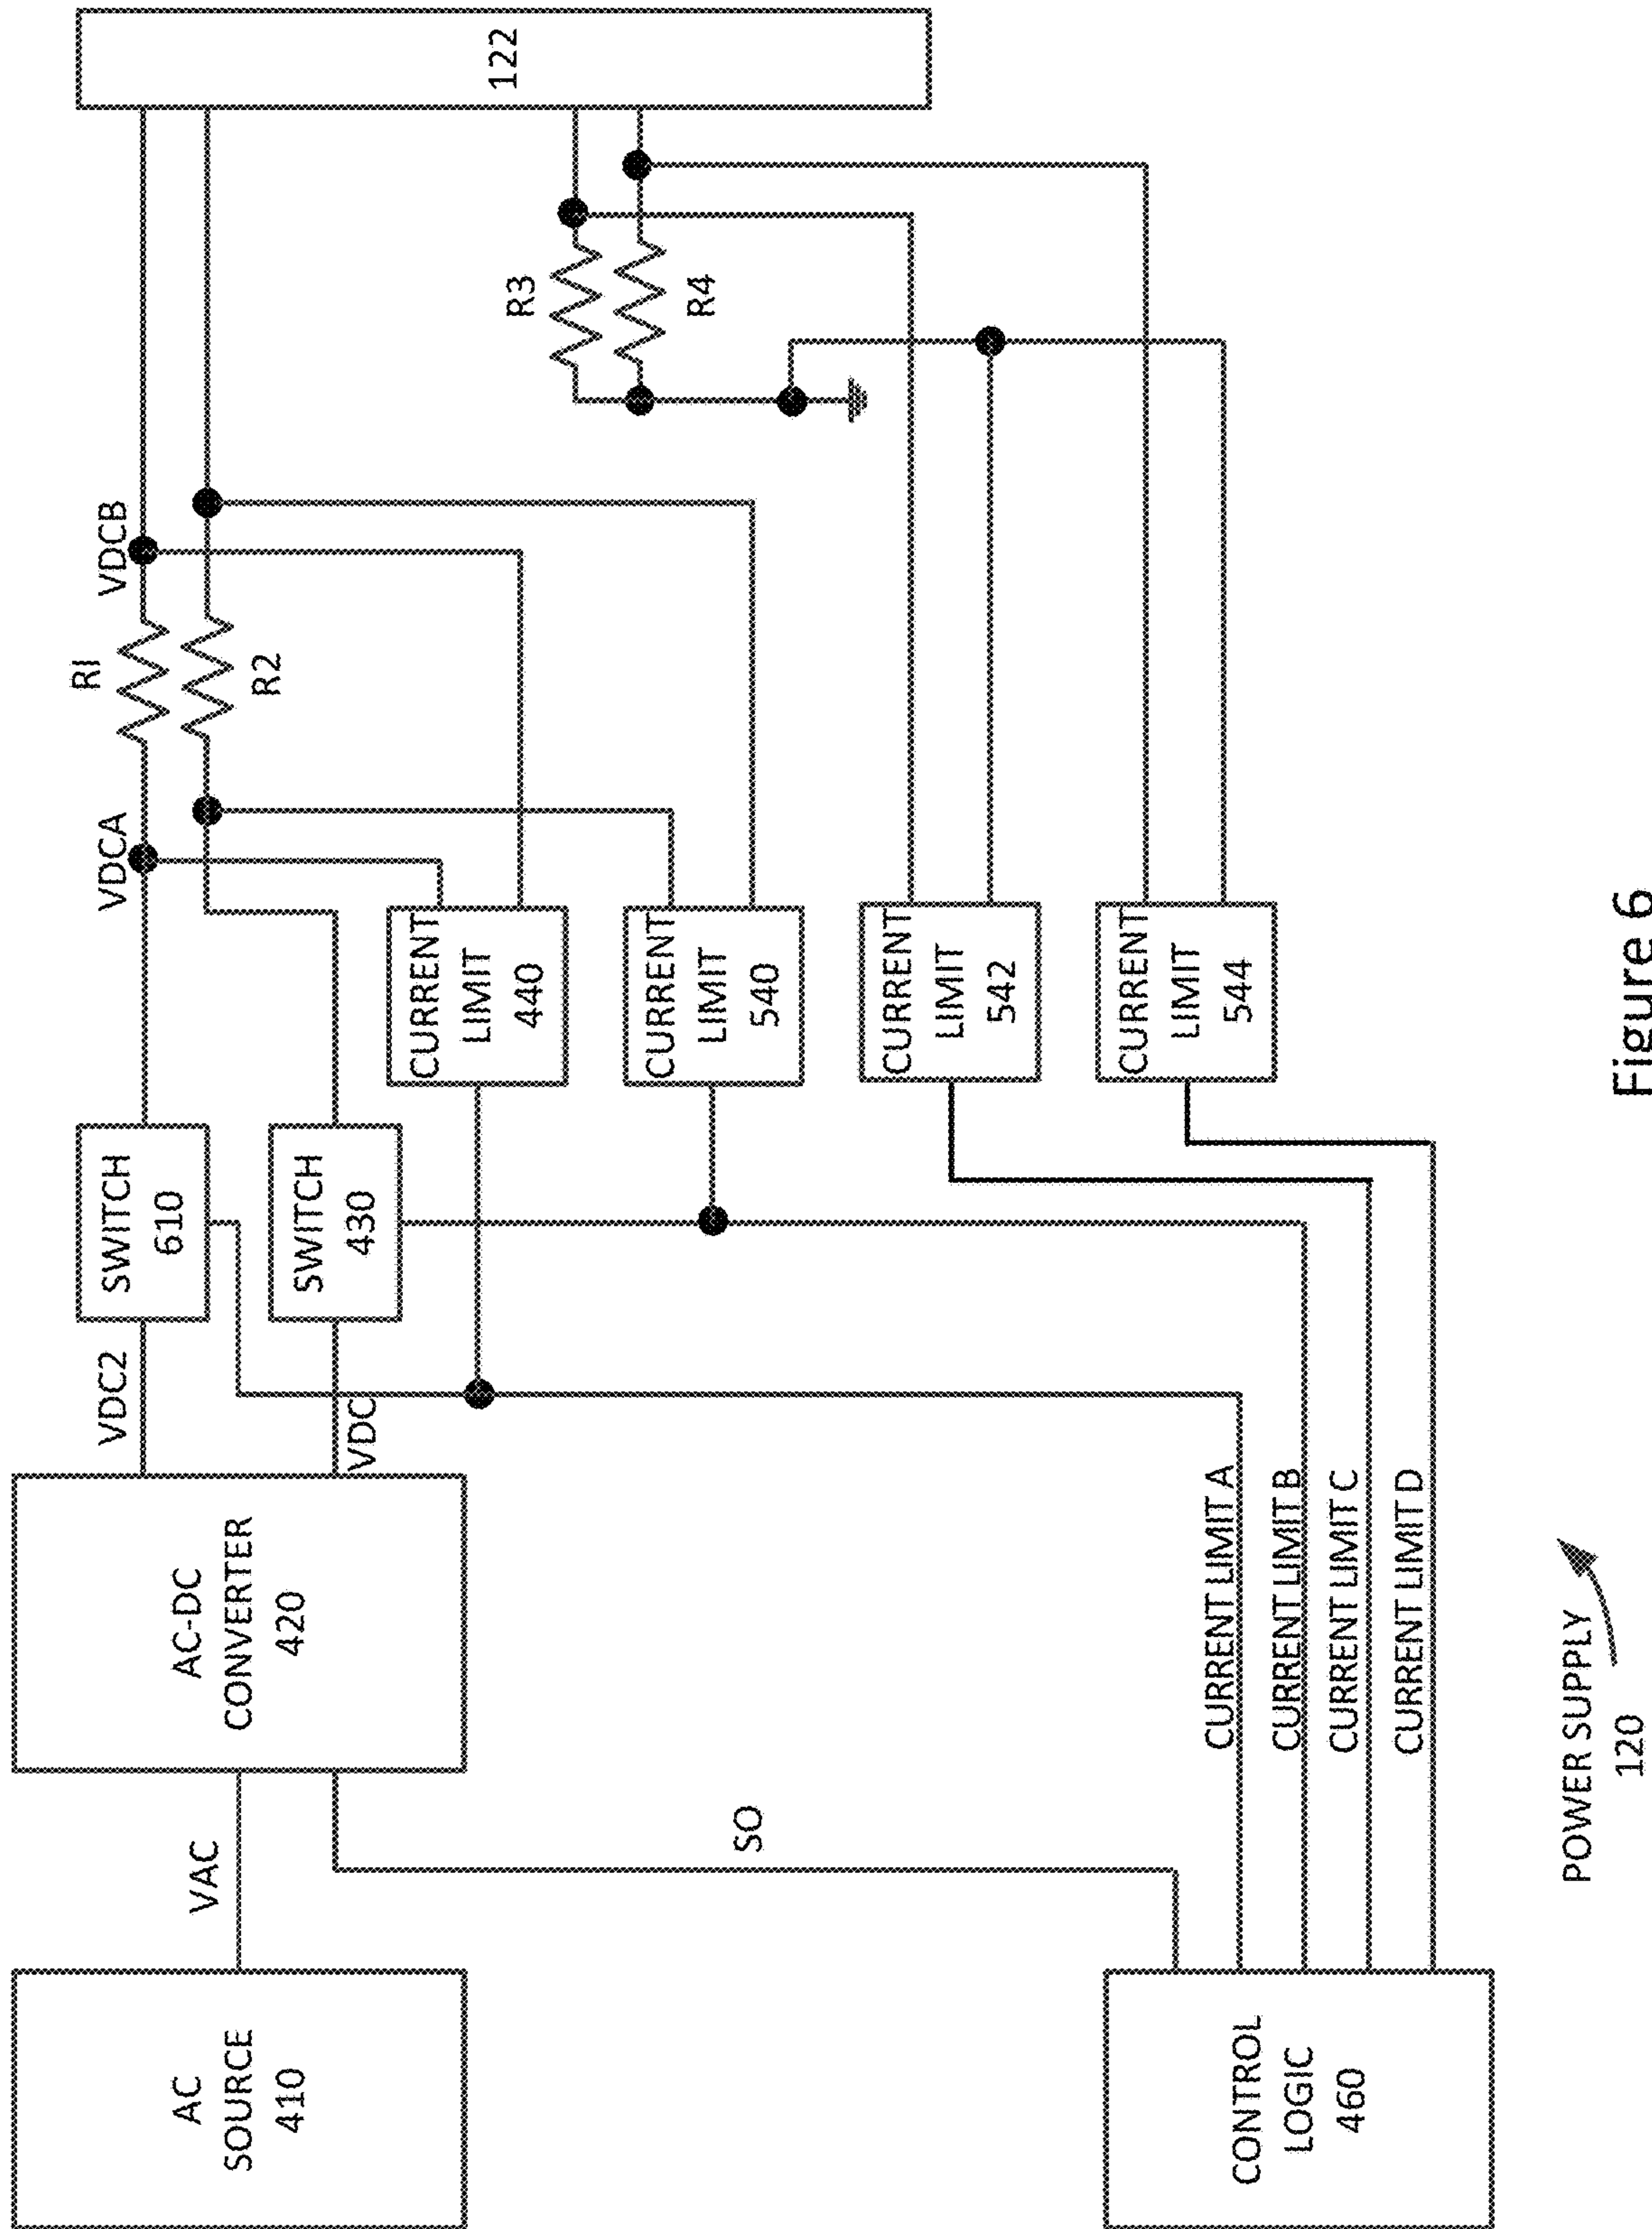 AC
SOURCE
410
VAC
AC-DC
CONVERTER
420
VDC2
VDC
SWITCH
610
SWITCH
430
VDCA
VDCB
RI
R2
R3
R4
122
CURRENT
LIMIT
440
CURRENT
LIMIT
540
CURRENT
LIMIT
542
CURRENT
LIMIT
544
SO
CONTROL
LOGIC
460
CURRENT LIMIT A
CURRENT LIMIT B
CURRENT LIMIT C
CURRENT LIMIT D
POWER SUPPLY
120
Figure 6